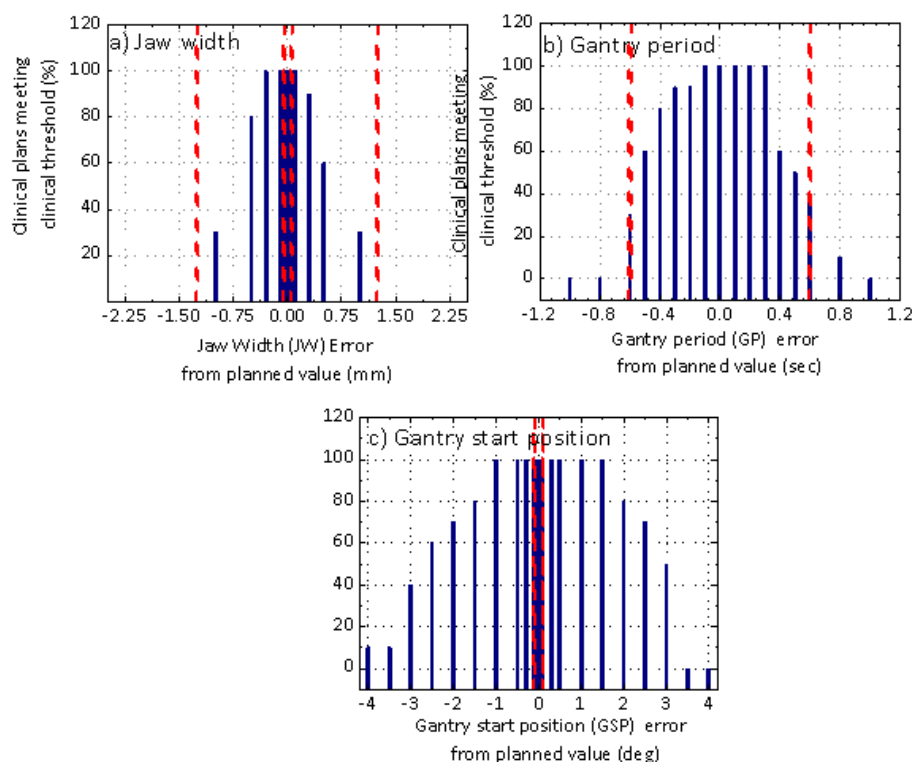 a) Jaw width
Clinical plans meeting
clinical threshold (%)
120
100
80
60
40
20
-2.25 -1.50 -0.75 0.00 0.75 1.50 2.25
Jaw Width (JW) Error
from planned value (mm)
b) Gantry period
Clinical plans meeting
clinical threshold (%)
120
100
80
60
40
20
0
-1.2 -0.8 -0.4 0.0 0.4 0.8 1.2
Gantry period (GP) error
from planned value (sec)
c) Gantry start position
120
100
80
60
40
20
0
-4 -3 -2 -1 0 1 2 3 4
Gantry start position (GSP) error
from planned value (deg)